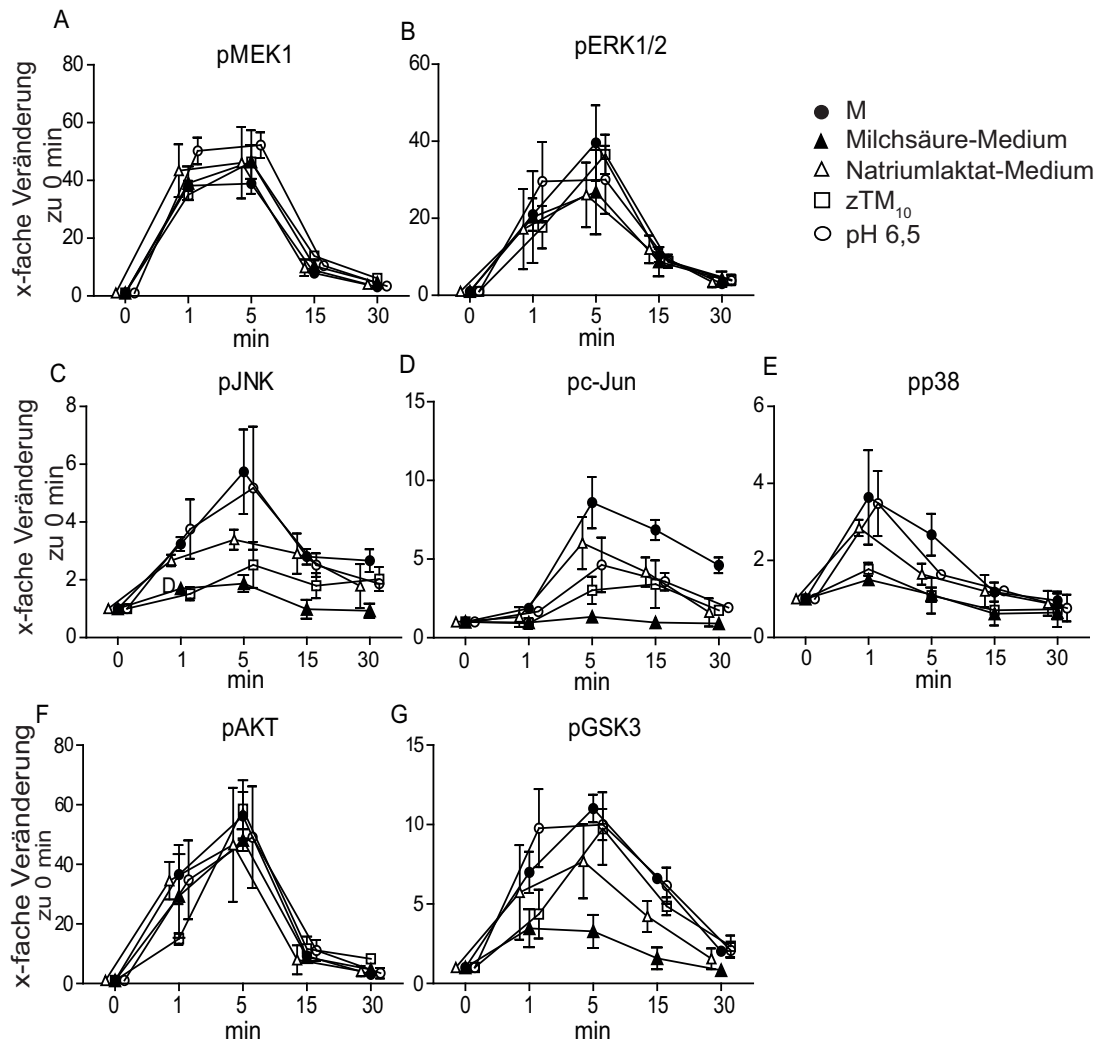 A
pMEK1
x-fache Veränderung
zu 0 min
80
60
40
20
0
0 1 5 15 30
min
B
pERK1/2
60
40
20
0
0 1 5 15 30
min
M
Milchsäure-Medium
Natriumlaktat-Medium
zTM10
pH 6,5
C
pJNK
x-fache Veränderung
zu 0 min
8
6
4
2
0
D
0 1 5 15 30
min
D
pc-Jun
15
10
5
0
0 1 5 15 30
min
E
pp38
6
4
2
0
0 1 5 15 30
min
F
pAKT
x-fache Veränderung
zu 0 min
80
60
40
20
0
0 1 5 15 30
min
G
pGSK3
15
10
5
0
0 1 5 15 30
min